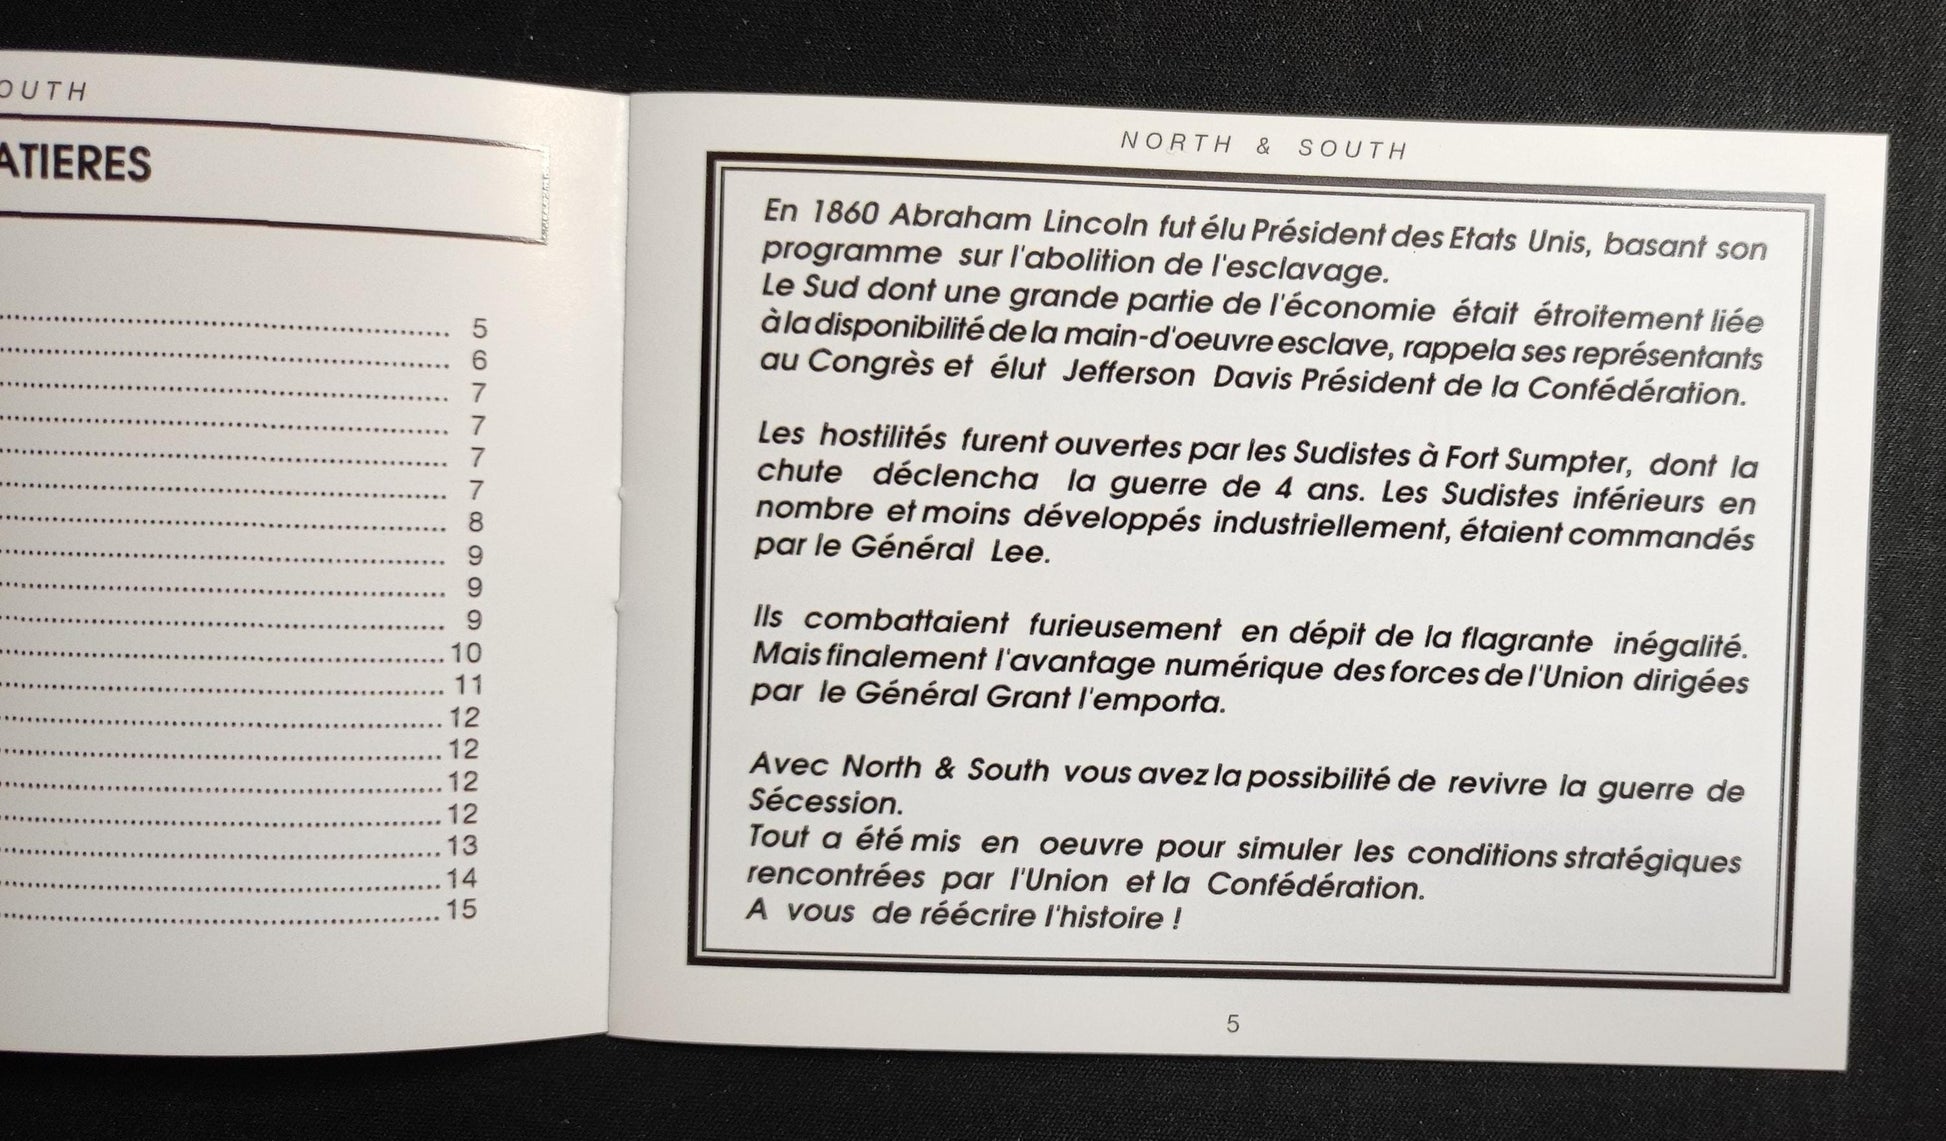 OUTH
ATIERES
5
6
7
7
7
7
8
9
9
9
10
11
12
12
12
12
13
14
15
NORTH & SOUTH
En 1860 Abraham Lincoln fut élu Président des Etats Unis, basant son
programme sur l'abolition de l'esclavage.
Le Sud dont une grande partie de l'économie était étroitement liée
à la disponibilité de la main-d'oeuvre esclave, rappela ses représentants
au Congrès et élut Jefferson Davis Président de la Confédération.
Les hostilités furent ouvertes par les Sudistes à Fort Sumpter, dont la
chute déclencha la guerre de 4 ans. Les Sudistes inférieurs en
nombre et moins développés industriellement, étaient commandés
par le Général Lee.
Ils combattaient furieusement en dépit de la flagrante inégalité.
Mais finalement l'avantage numérique des forces de l'Union dirigées
par le Général Grant l'emporta.
Avec North & South vous avez la possibilité de revivre la guerre de
Sécession.
Tout a été mis en oeuvre pour simuler les conditions stratégiques
rencontrées par l'Union et la Confédération.
A vous de réécrire l'histoire !
5